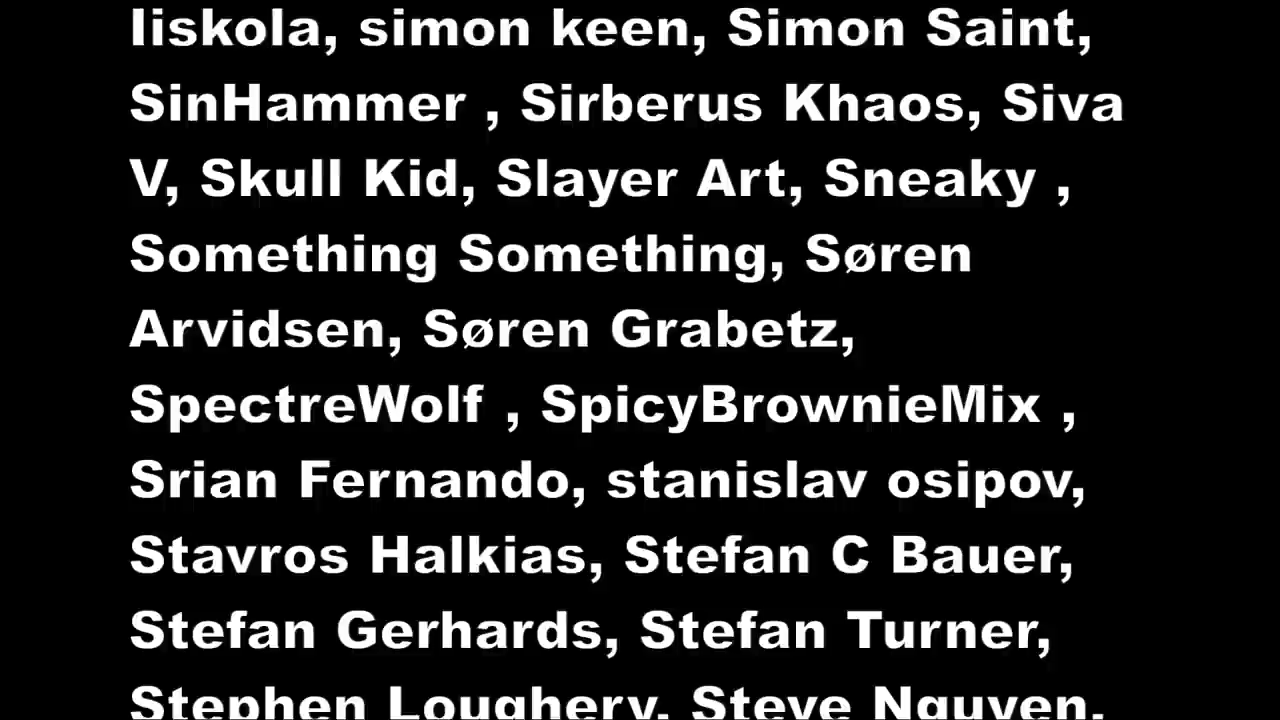 Iiskola, simon keen, Simon Saint,
SinHammer , Sirberus Khaos, Siva
V, Skull Kid, Slayer Art, Sneaky ,
Something Something, Søren
Arvidsen, Søren Grabetz,
SpectreWolf , SpicyBrownieMix ,
Srian Fernando, stanislav osipov,
Stavros Halkias, Stefan C Bauer,
Stefan Gerhards, Stefan Turner,
Stephen Loughery, Steve Nguyen,